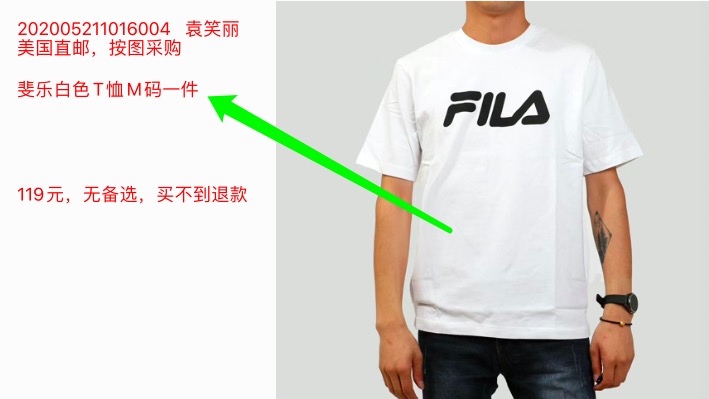 202005211016004 袁笑丽
美国直邮，按图采购
斐乐白色T恤M码一件
119元，无备选，买不到退款
FILA